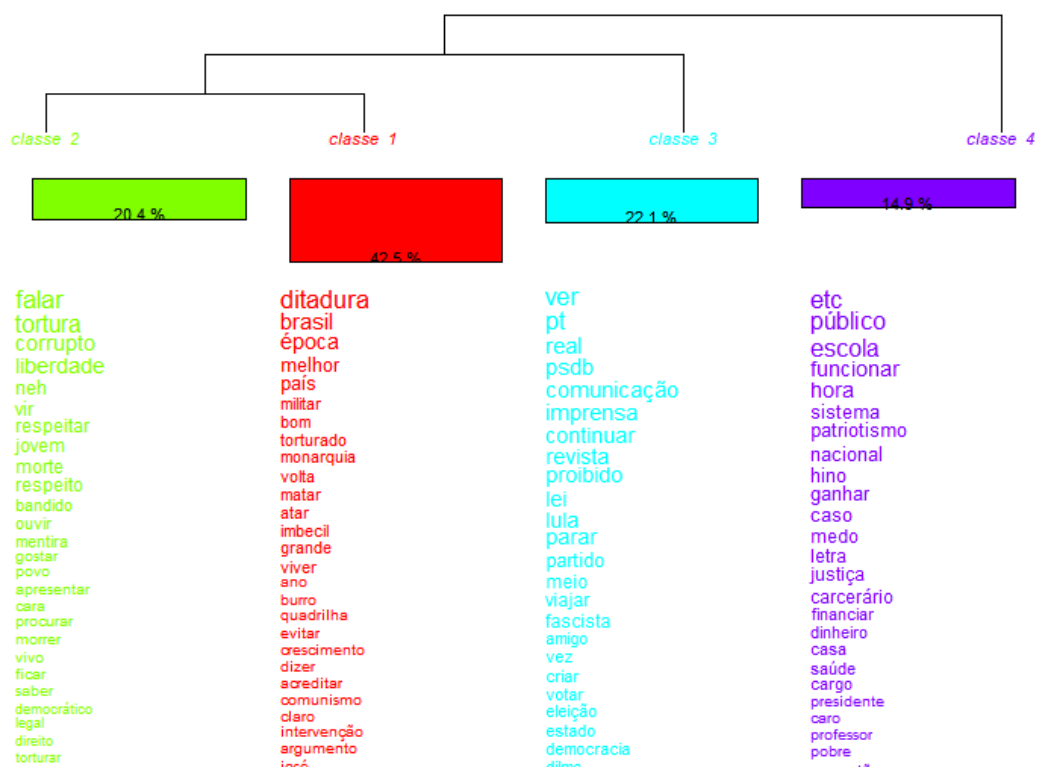 classe 2
classe 1
classe 3
classe 4
20.4 %
42.5 %
22.1 %
14.9 %
falar
tortura
corrupto
liberdade
neh
vir
respeitar
jovem
morte
respeito
bandido
ouvir
mentira
gostar
povo
apresentar
cara
procurar
morrer
vivo
ficar
saber
democrático
legal
direito
torturar
ditadura
brasil
época
melhor
país
militar
bom
torturado
monarquia
volta
matar
atar
imbecil
grande
viver
ano
burro
quadrilha
evitar
crescimento
dizer
acreditar
comunismo
claro
intervenção
argumento
josé
ver
pt
real
psdb
comunicação
imprensa
continuar
revista
proibido
lei
lula
parar
partido
meio
viajar
fascista
amigo
vez
criar
votar
eleição
estado
democracia
dilma
etc
público
escola
funcionar
hora
sistema
patriotismo
nacional
hino
ganhar
caso
medo
letra
justiça
carcerário
financiar
dinheiro
casa
saúde
cargo
presidente
caro
professor
pobre